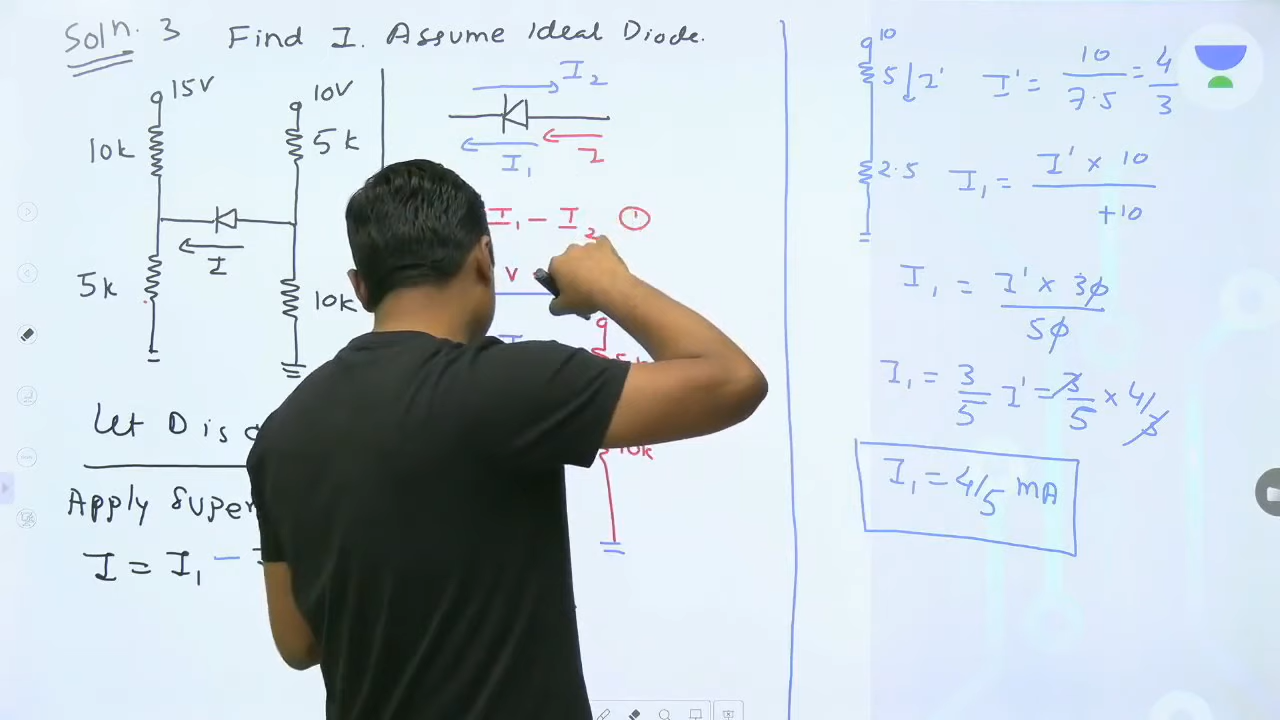 Soln. 3 Find I. Assume Ideal Diode.
15V
10k
5k
I
10V
5k
10k
Let D is
Apply Super
I = I₁ -
I₂
I₁
I
I₁ - I₂ ①
V
10k
10
5
I'
2.5
I' = 10/7.5 = 4/3
I₁ = I' × 10 / +10
I₁ = I' × 30 / 50
I₁ = 3/5 I' = 3/5 × 4/3
I₁ = 4/5 mA